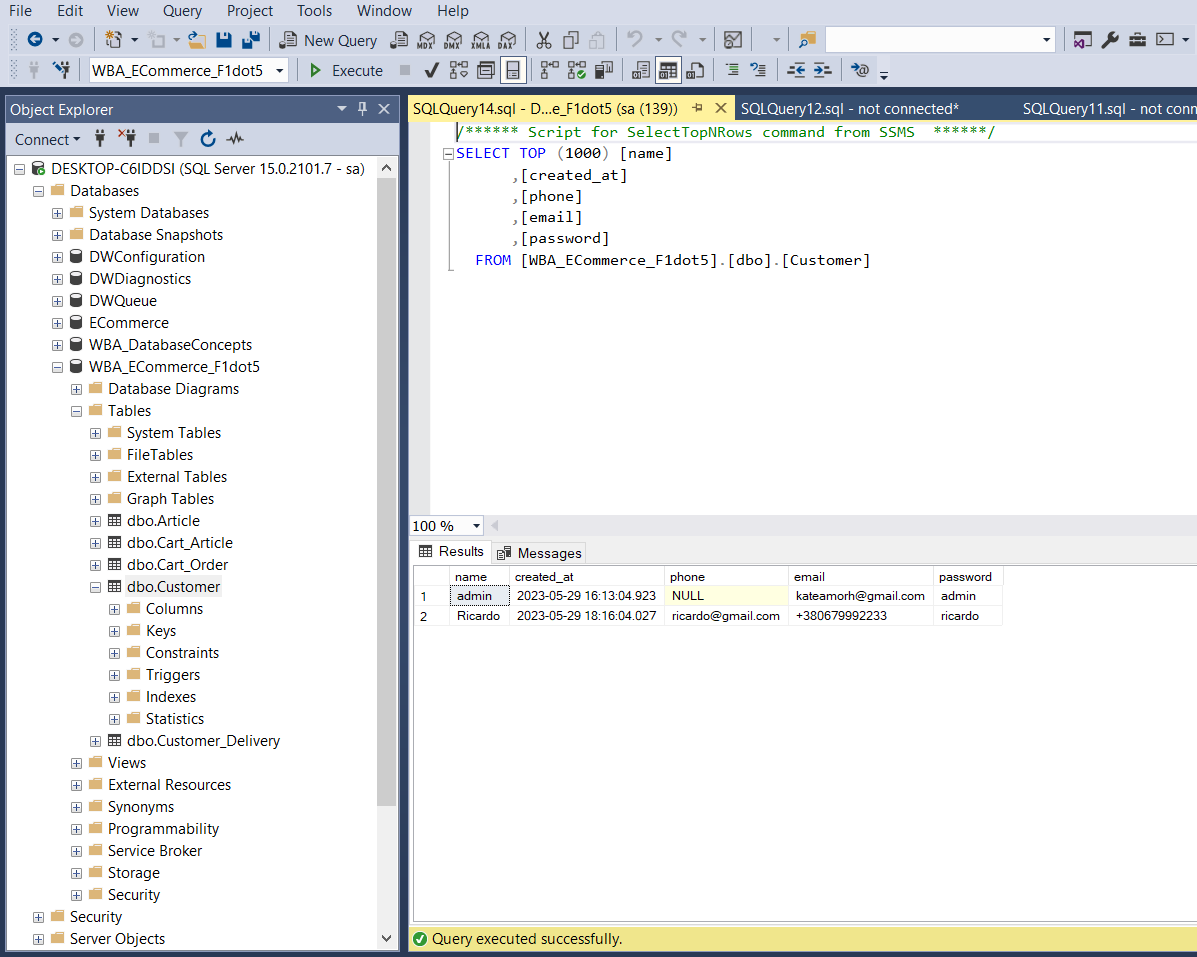 File Edit View Query Project Tools Window Help
New Query MDX DMX XMLA DAX
WBA_ECommerce_F1dot5 Execute
Object Explorer
Connect
DESKTOP-C6IDDSI (SQL Server 15.0.2101.7 - sa)
Databases
System Databases
Database Snapshots
DWConfiguration
DWDiagnostics
DWQueue
ECommerce
WBA_DatabaseConcepts
WBA_ECommerce_F1dot5
Database Diagrams
Tables
System Tables
FileTables
External Tables
Graph Tables
dbo.Article
dbo.Cart_Article
dbo.Cart_Order
dbo.Customer
Columns
Keys
Constraints
Triggers
Indexes
Statistics
dbo.Customer_Delivery
Views
External Resources
Synonyms
Programmability
Service Broker
Storage
Security
Security
Server Objects
SQLQuery14.sql - D...e_F1dot5 (sa (139)) SQLQuery12.sql - not connected* SQLQuery11.sql - not conn
/****** Script for SelectTopNRows command from SSMS ******/
SELECT TOP (1000) [name]
,[created_at]
,[phone]
,[email]
,[password]
FROM [WBA_ECommerce_F1dot5].[dbo].[Customer]
100 %
Results Messages
name created_at phone email password
1 admin 2023-05-29 16:13:04.923 NULL kateamorh@gmail.com admin
2 Ricardo 2023-05-29 18:16:04.027 ricardo@gmail.com +380679992233 ricardo
Query executed successfully.